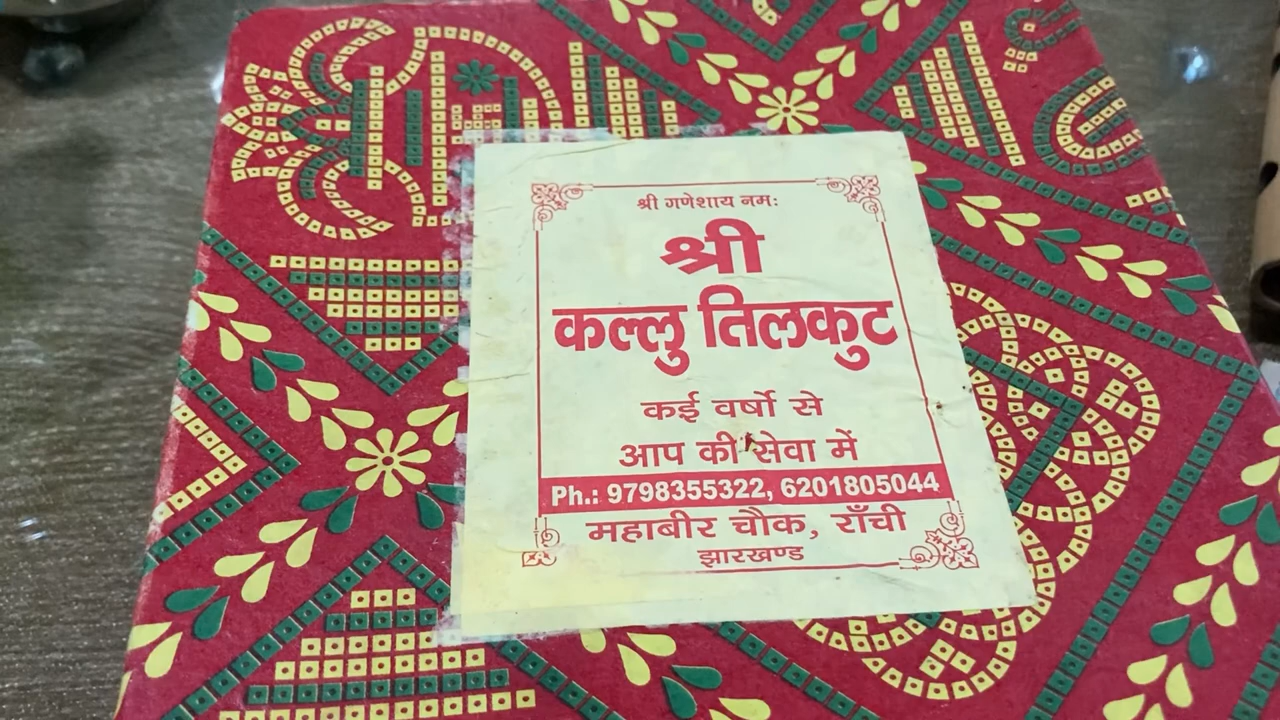 श्री गणेशाय नमः
श्री
कल्लु तिलकुट
कई वर्षो से
आप की सेवा में
Ph.: 9798355322, 6201805044
महाबीर चौक, राँची
झारखण्ड